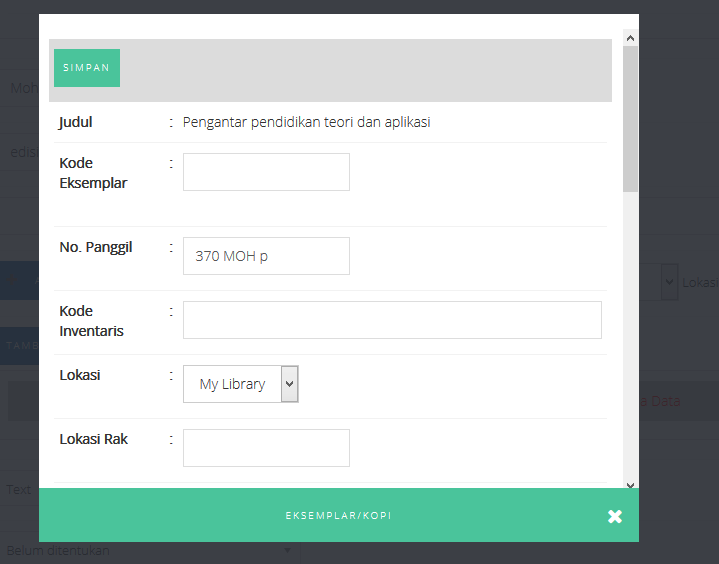 SIMPAN
Judul : Pengantar pendidikan teori dan aplikasi
Kode Eksemplar :
No. Panggil : 370 MOH p
Kode Inventaris :
Lokasi : My Library
Lokasi Rak :
EKSEMPLAR/KOPI
Moh
edisi
Lokasi
TAMB
a Data
Text
Belum ditentukan